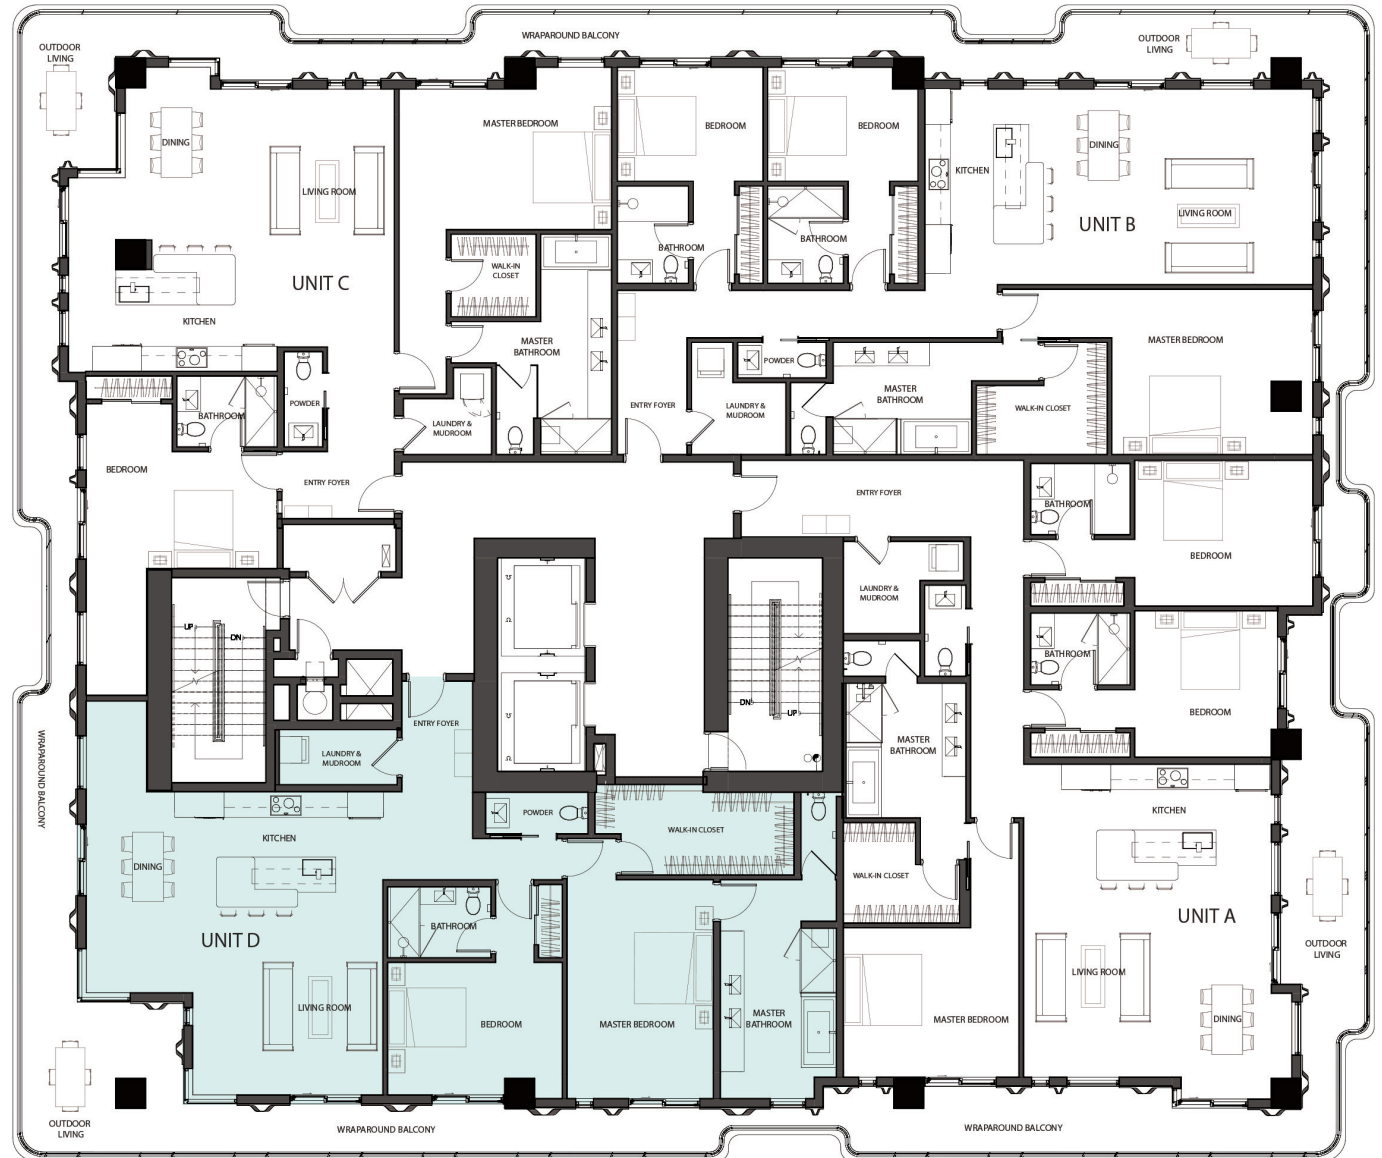 WRAPAROUND BALCONY
OUTDOOR
LIVING
OUTDOOR
LIVING
DINING
MASTER BEDROOM
BEDROOM
BEDROOM
DINING
KITCHEN
LIVING ROOM
LIVING ROOM
UNIT B
BATHROOM
BATHROOM
WALK-IN
CLOSET
UNIT C
KITCHEN
MASTER
BATHROOM
MASTER BEDROOM
POWDER
MASTER
BATHROOM
WALK-IN CLOSET
BATHROOM
POWDER
ENTRY FOYER
LAUNDRY &
MUDROOM
LAUNDRY &
MUDROOM
BEDROOM
ENTRY FOYER
ENTRY FOYER
BATHROOM
BEDROOM
LAUNDRY &
MUDROOM
UP
DN
BATHROOM
DN
UP
BEDROOM
ENTRY FOYER
MASTER
BATHROOM
WRAPAROUND BALCONY
LAUNDRY &
MUDROOM
KITCHEN
POWDER
WALK-IN CLOSET
KITCHEN
DINING
WALK-IN CLOSET
UNIT D
BATHROOM
UNIT A
OUTDOOR
LIVING
LIVING ROOM
LIVING ROOM
BEDROOM
MASTER BEDROOM
MASTER
BATHROOM
MASTER BEDROOM
DINING
OUTDOOR
LIVING
WRAPAROUND BALCONY
WRAPAROUND BALCONY